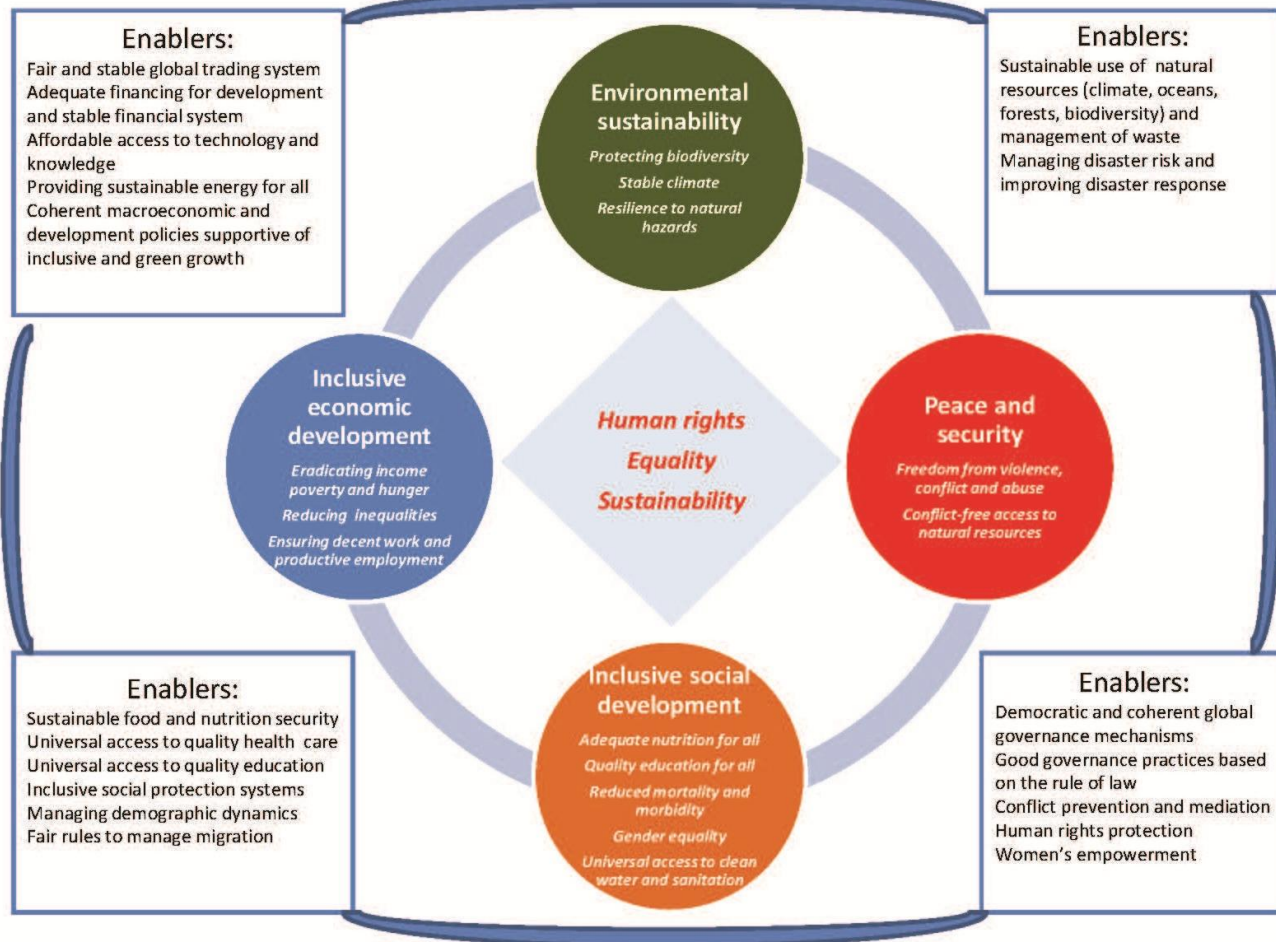 Enablers:
Fair and stable global trading system
Adequate financing for development
and stable financial system
Affordable access to technology and
knowledge
Providing sustainable energy for all
Coherent macroeconomic and
development policies supportive of
inclusive and green growth
Environmental
sustainability
Protecting biodiversity
Stable climate
Resilience to natural
hazards
Enablers:
Sustainable use of natural
resources (climate, oceans,
forests, biodiversity) and
management of waste
Managing disaster risk and
improving disaster response
Inclusive
economic
development
Eradicating income
poverty and hunger
Reducing inequalities
Ensuring decent work and
productive employment
Human rights
Equality
Sustainability
Peace and
security
Freedom from violence,
conflict and abuse
Conflict-free access to
natural resources
Enablers:
Sustainable food and nutrition security
Universal access to quality health care
Universal access to quality education
Inclusive social protection systems
Managing demographic dynamics
Fair rules to manage migration
Inclusive social
development
Adequate nutrition for all
Quality education for all
Reduced mortality and
morbidity
Gender equality
Universal access to clean
water and sanitation
Enablers:
Democratic and coherent global
governance mechanisms
Good governance practices based
on the rule of law
Conflict prevention and mediation
Human rights protection
Women's empowerment